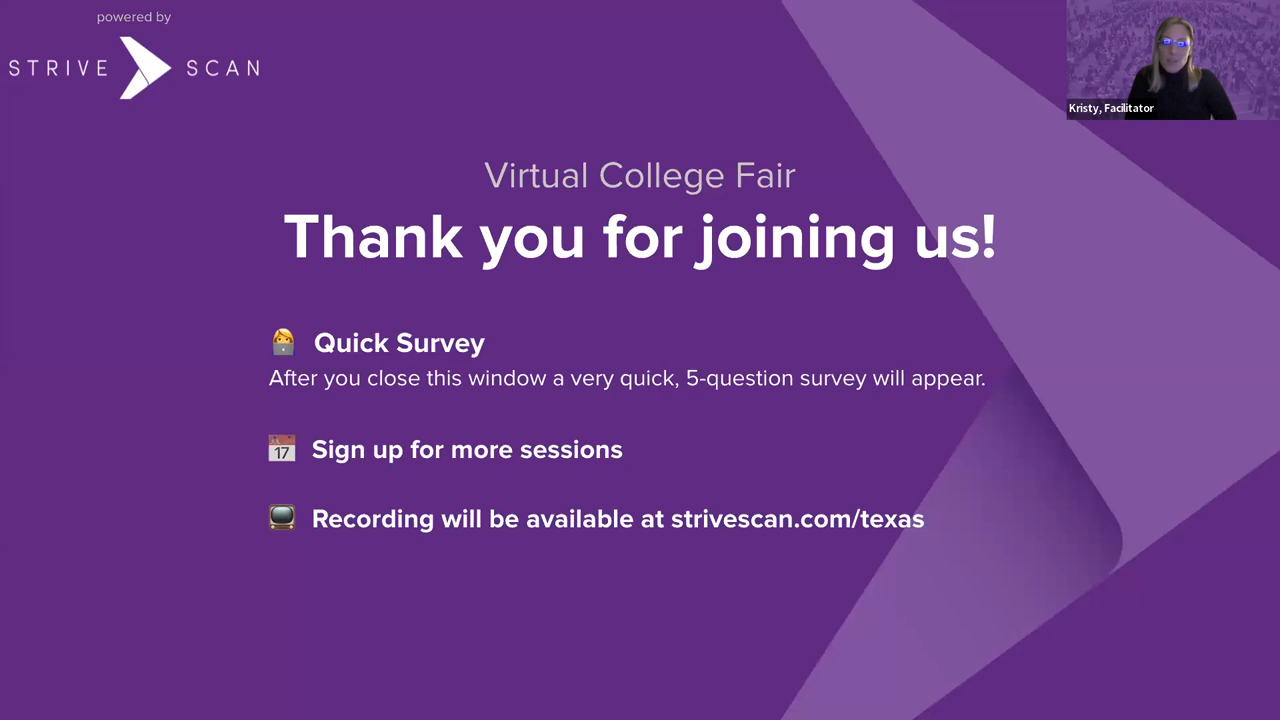 powered by
STRIVE SCAN
Kristy, Facilitator
Virtual College Fair
Thank you for joining us!
Quick Survey
After you close this window a very quick, 5-question survey will appear.
17
Sign up for more sessions
Recording will be available at strivescan.com/texas